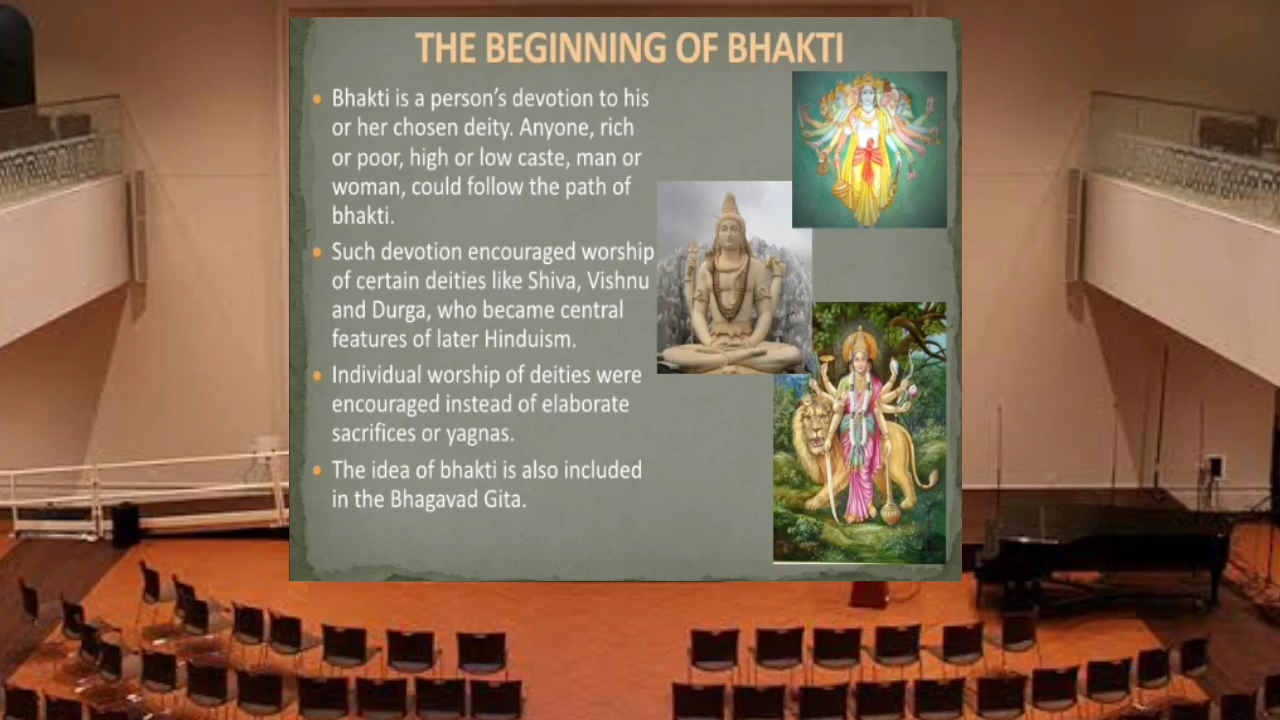 THE BEGINNING OF BHAKTI
Bhakti is a person's devotion to his
or her chosen deity. Anyone, rich
or poor, high or low caste, man or
woman, could follow the path of
bhakti.
Such devotion encouraged worship
of certain deities like Shiva, Vishnu
and Durga, who became central
features of later Hinduism.
Individual worship of deities were
encouraged instead of elaborate
sacrifices or yagnas.
The idea of bhakti is also included
in the Bhagavad Gita.